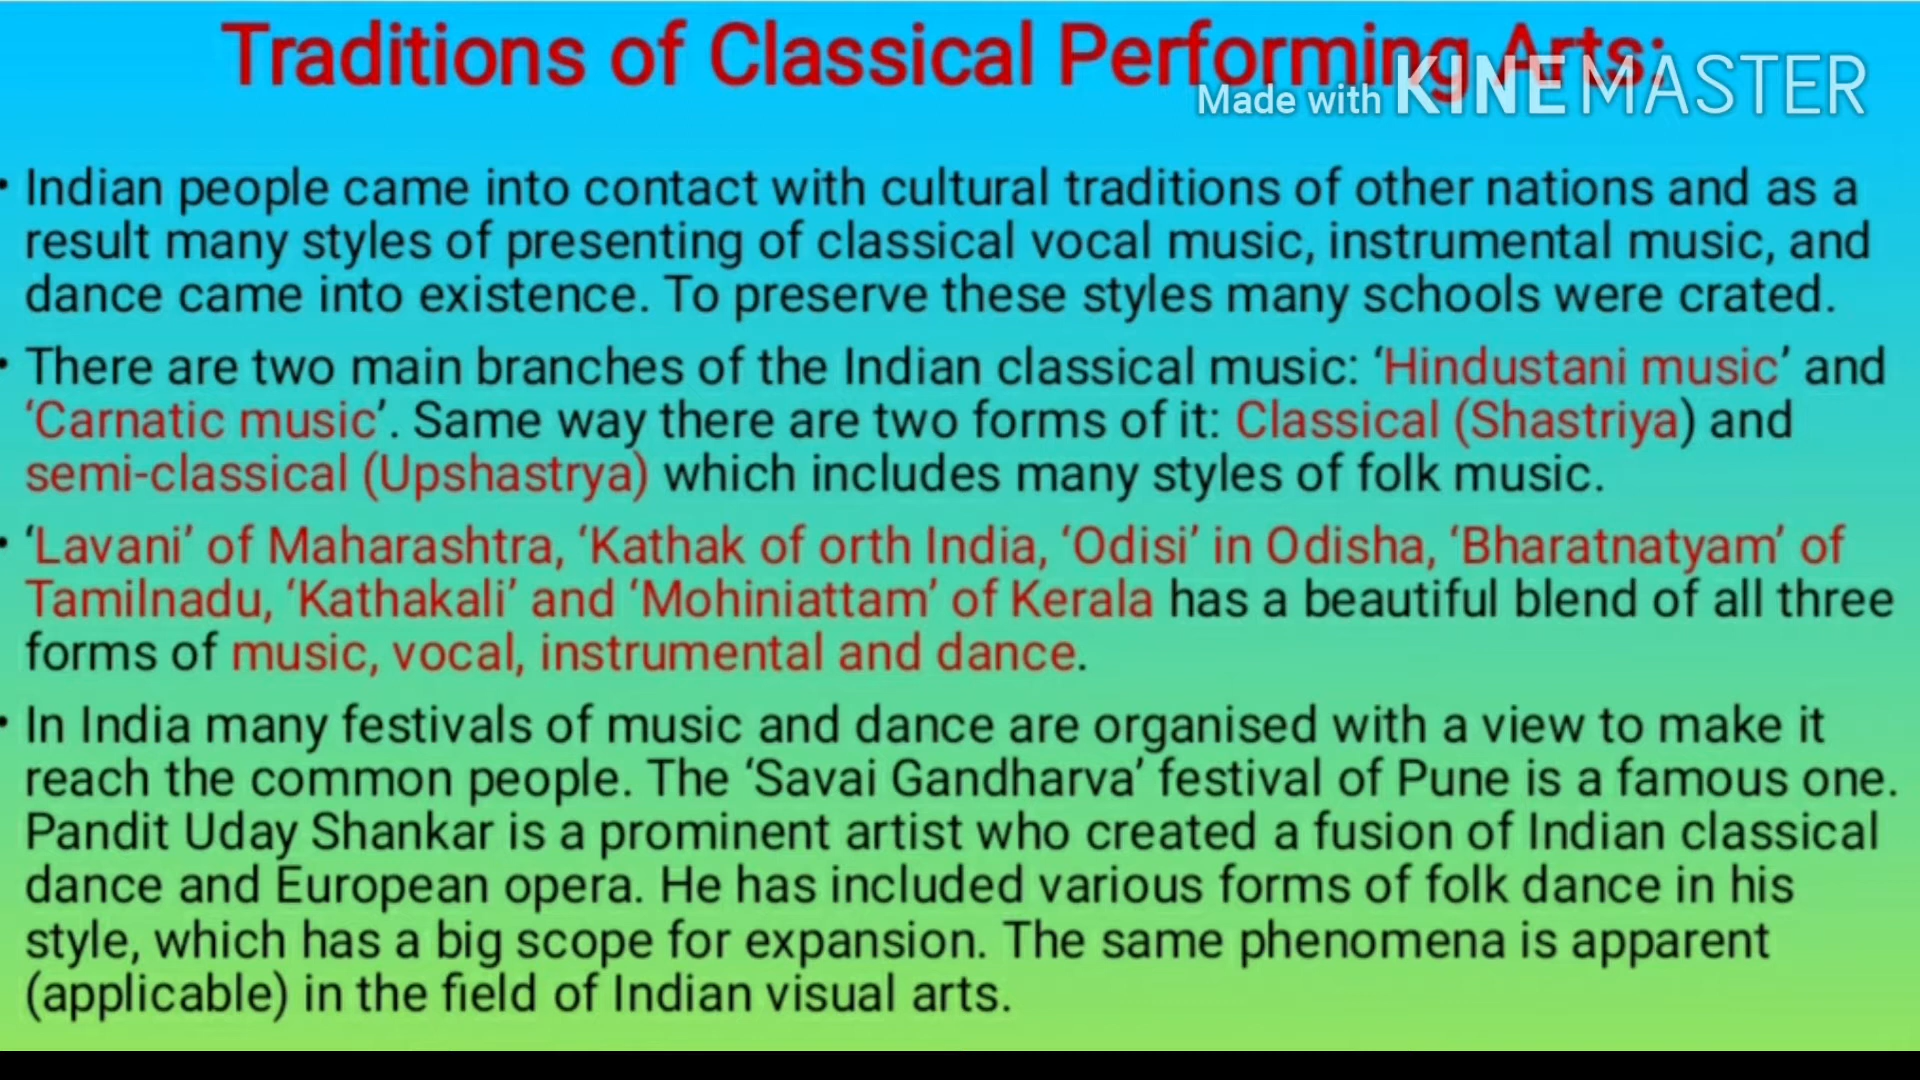 Traditions of Classical Performing Arts:
Made with KINEMASTER
• Indian people came into contact with cultural traditions of other nations and as a
result many styles of presenting of classical vocal music, instrumental music, and
dance came into existence. To preserve these styles many schools were crated.
• There are two main branches of the Indian classical music: ‘Hindustani music’ and
‘Carnatic music’. Same way there are two forms of it: Classical (Shastriya) and
semi-classical (Upshastrya) which includes many styles of folk music.
• ‘Lavani’ of Maharashtra, ‘Kathak of orth India, ‘Odisi’ in Odisha, ‘Bharatnatyam’ of
Tamilnadu, ‘Kathakali’ and ‘Mohiniattam’ of Kerala has a beautiful blend of all three
forms of music, vocal, instrumental and dance.
• In India many festivals of music and dance are organised with a view to make it
reach the common people. The ‘Savai Gandharva’ festival of Pune is a famous one.
Pandit Uday Shankar is a prominent artist who created a fusion of Indian classical
dance and European opera. He has included various forms of folk dance in his
style, which has a big scope for expansion. The same phenomena is apparent
(applicable) in the field of Indian visual arts.